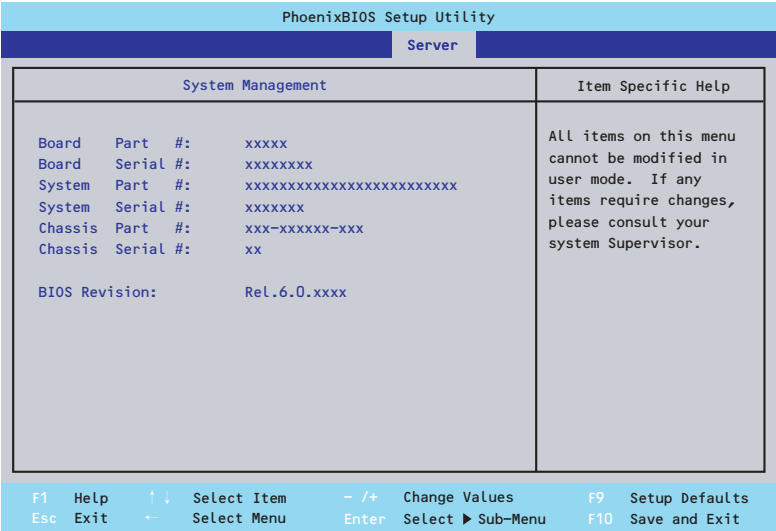 PhoenixBIOS Setup Utility
Server
System Management
Item Specific Help
Board Part #: xxxxx
Board Serial #: xxxxxxxx
System Part #: xxxxxxxxxxxxxxxxxxxxxxxxx
System Serial #: xxxxxxx
Chassis Part #: xxx-xxxxxx-xxx
Chassis Serial #: xx
BIOS Revision: Rel.6.0.xxxx
All items on this menu
cannot be modified in
user mode. If any
items require changes,
please consult your
system Supervisor.
F1 Help ↑↓ Select Item - /+ Change Values F9 Setup Defaults
Esc Exit ← Select Menu Enter Select ▶ Sub-Menu F10 Save and Exit